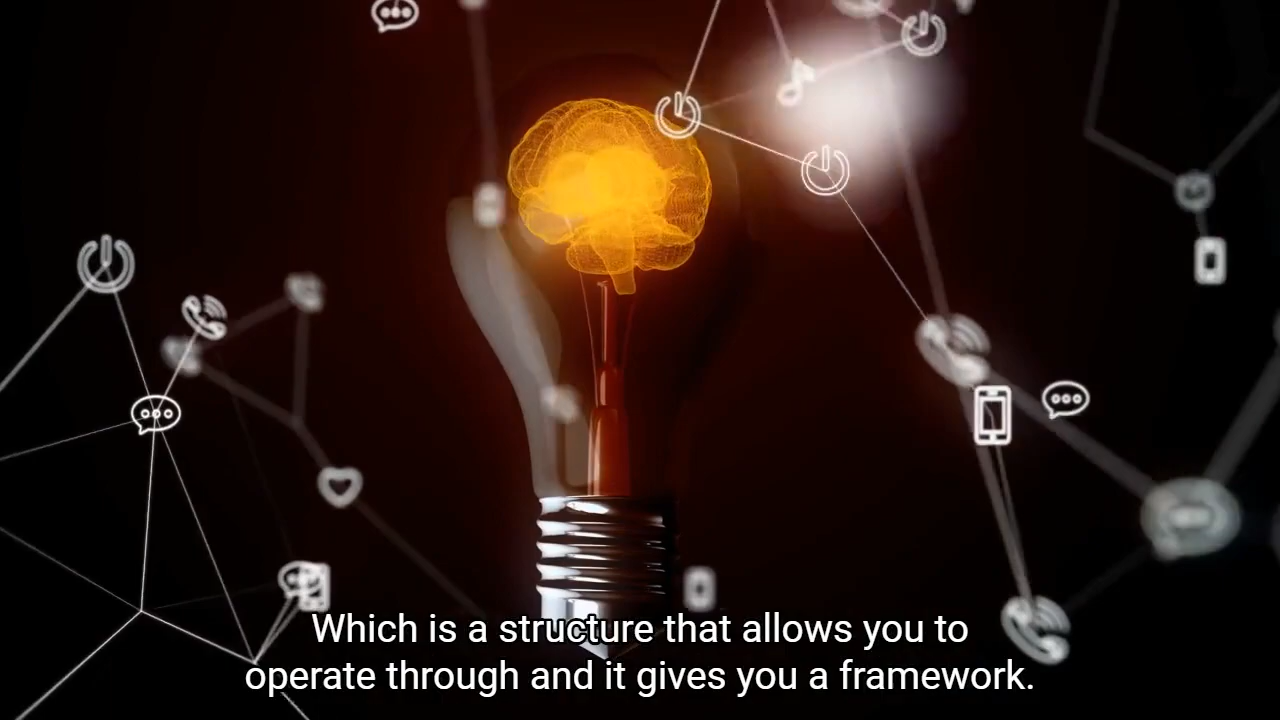 Which is a structure that allows you to
operate through and it gives you a framework.